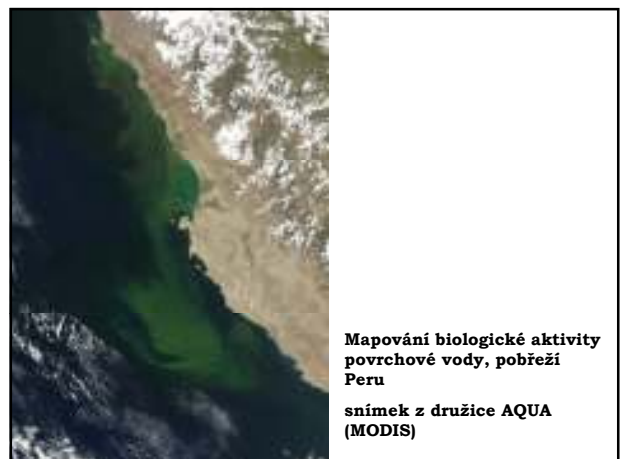 Mapování biologické aktivity
povrchové vody, pobřeží
Peru
snímek z družice AQUA
(MODIS)